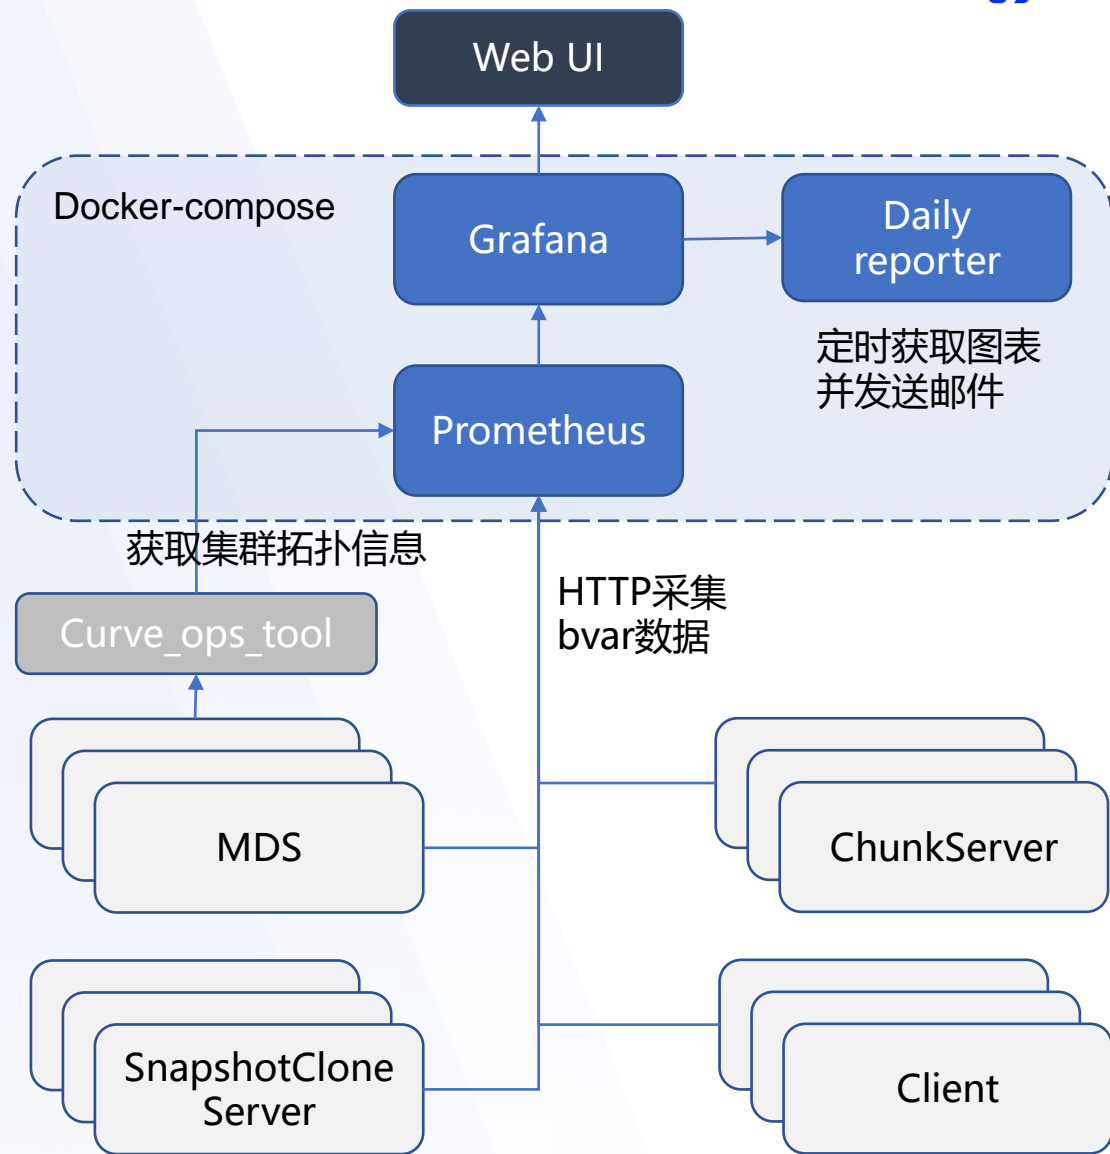 Web UI
Docker-compose
Grafana
Daily
reporter
定时获取图表
并发送邮件
Prometheus
获取集群拓扑信息
HTTP采集
bvar数据
Curve_ops_tool
MDS
ChunkServer
SnapshotClone
Server
Client